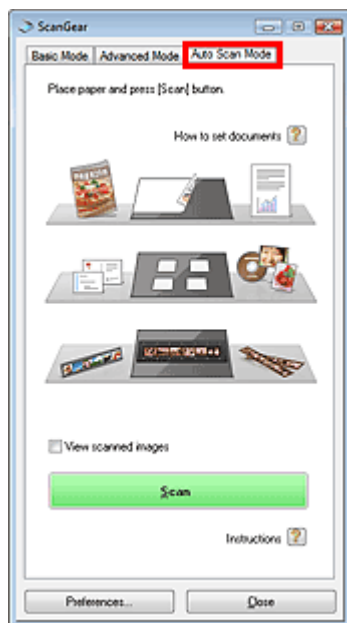 ScanGear
Basic Mode Advanced Mode Auto Scan Mode
Place paper and press [Scan] button.
How to set documents
View scanned images
Scan
Instructions
Preferences... Close